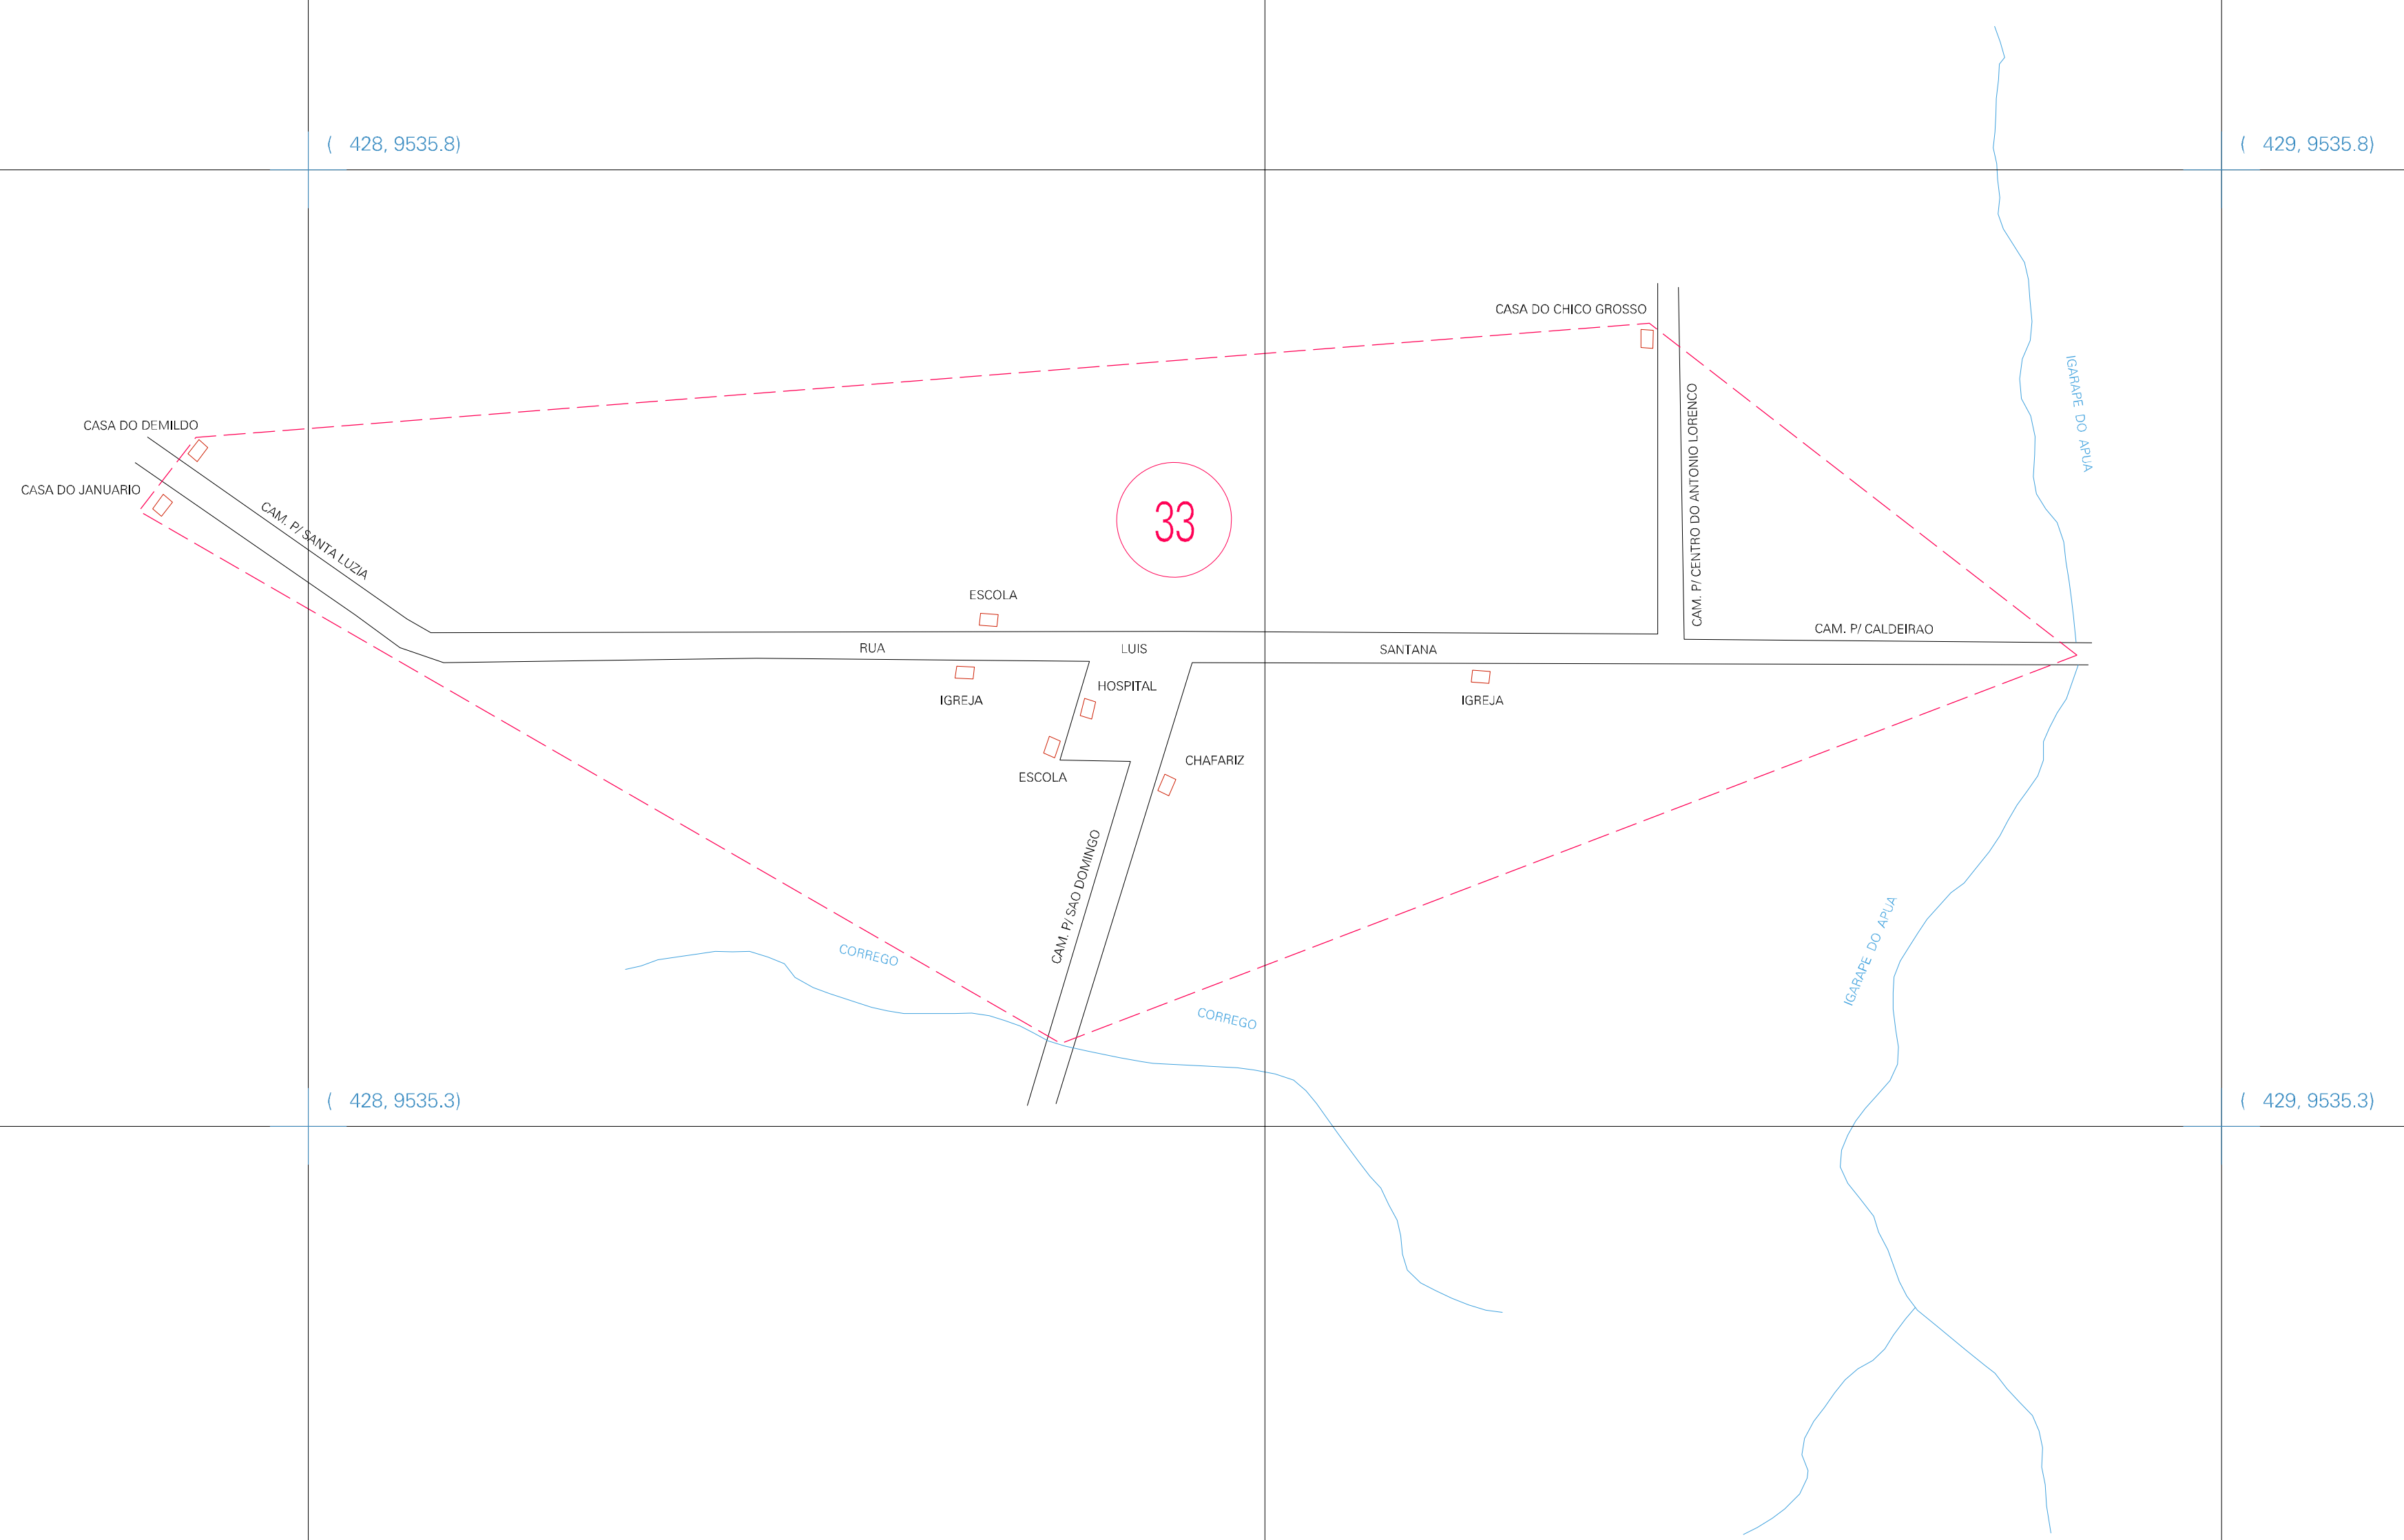 ( 428, 9535.8)
( 429, 9535.8)
CASA DO CHICO GROSSO
IGARAPE DO APUA
CASA DO DEMILDO
CAM. P/ CENTRO DO ANTONIO LORENCO
CASA DO JANUARIO
CAM. P/ SANTA LUZIA
33
ESCOLA
CAM. P/ CALDEIRAO
RUA LUIS SANTANA
HOSPITAL
IGREJA
IGREJA
CHAFARIZ
ESCOLA
CAM. P/ SAO DOMINGO
CORREGO
IGARAPE DO APUA
CORREGO
( 428, 9535.3)
( 429, 9535.3)